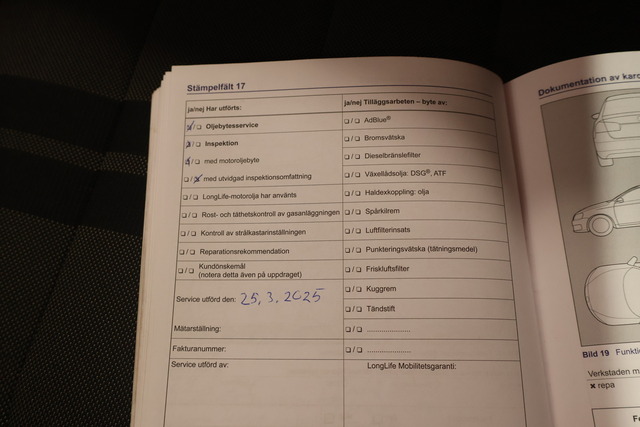 Stämpelfält 17
Dokumentation av karo
ja/nej Har utförts:
ja/nej Tilläggsarbeten – byte av:
☒/☐ Oljebytesservice
☐/☐ AdBlue®
☒/☐ Inspektion
☐/☐ Bromsvätska
☒/☐ med motoroljebyte
☐/☐ Dieselbränslefilter
☐/☒ med utvidgad inspektionsomfattning
☐/☐ Växellådsolja: DSG®, ATF
☐/☐ LongLife-motorolja har använts
☐/☐ Haldexkoppling: olja
☐/☐ Rost- och täthetskontroll av gasanläggningen
☐/☐ Spårkilrem
☐/☐ Kontroll av strålkastarinställningen
☐/☐ Luftfilterinsats
☐/☐ Reparationsrekommendation
☐/☐ Punkteringsvätska (tätningsmedel)
☐/☐ Kundönskemål
(notera detta även på uppdraget)
☐/☐ Friskluftsfilter
Service utförd den: 25.3.2025
☐/☐ Kuggrem
☐/☐ Tändstift
Mätarställning:
☐/☐ .....................
Fakturanummer:
☐/☐ .....................
Service utförd av:
LongLife Mobilitetsgaranti:
Bild 19 Funkti
Verkstaden m
✖ repa